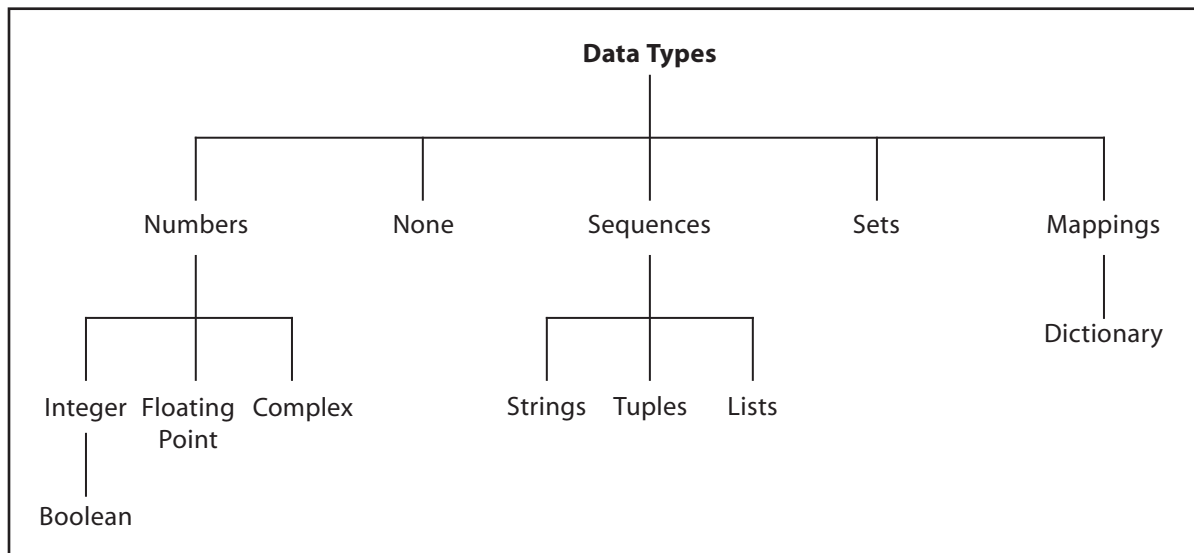 Data Types
Numbers None Sequences Sets Mappings
Dictionary
Integer Floating Complex Strings Tuples Lists
Point
Boolean